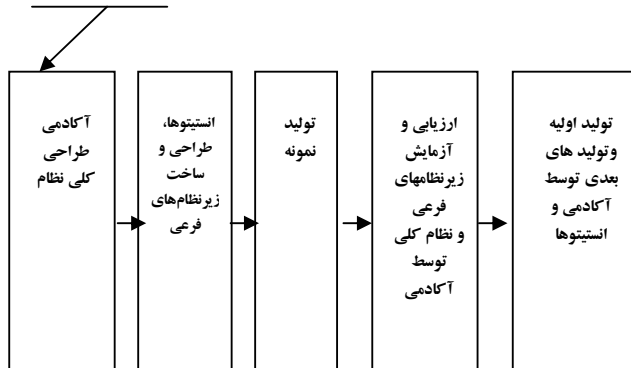 آکادمی
طراحی
کلی نظام
انستیتوها،
طراحی و
ساخت
زیرنظام‌های
فرعی
تولید
نمونه
ارزیابی و
آزمایش
زیرنظامهای
فرعی
و نظام کلی
توسط
آکادمی
تولید اولیه
وتولید های
بعدی توسط
آکادمی و
انستیتوها